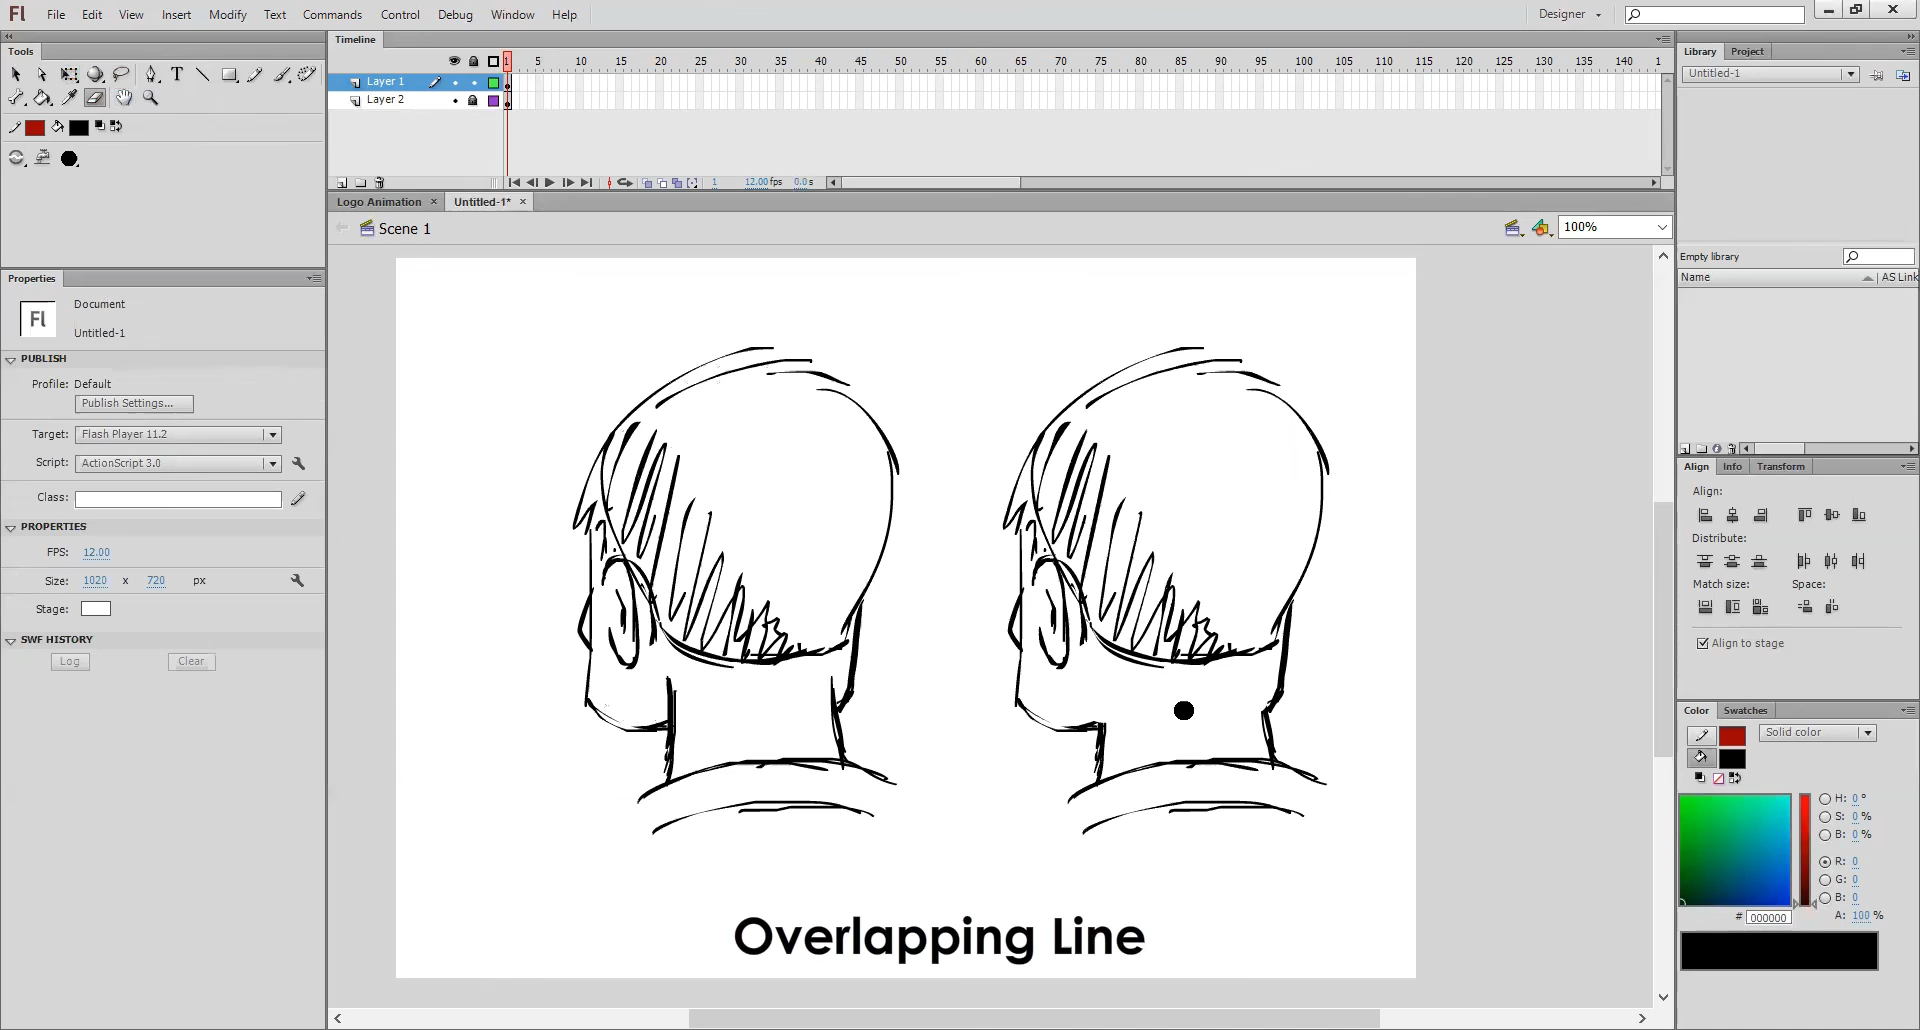 Fl File Edit View Insert Modify Text Commands Control Debug Window Help Designer
Tools
Timeline
Library Project
1 5 10 15 20 25 30 35 40 45 50 55 60 65 70 75 80 85 90 95 100 105 110 115 120 125 130 135 140 1
Layer 1
Layer 2
Untitled-1
1 12.00 fps 0.0 s
Logo Animation × Untitled-1* ×
Scene 1
100%
Empty library
Name AS Link
Properties
Document
Fl
Untitled-1
PUBLISH
Profile: Default
Publish Settings...
Target: Flash Player 11.2
Script: ActionScript 3.0
Class:
PROPERTIES
FPS: 12.00
Size: 1020 x 720 px
Stage:
SWF HISTORY
Log Clear
Align Info Transform
Align:
Distribute:
Match size: Space:
Align to stage
Color Swatches
Solid color
H: 0 °
S: 0 %
B: 0 %
R: 0
G: 0
B: 0
A: 100 %
# 000000
Overlapping Line